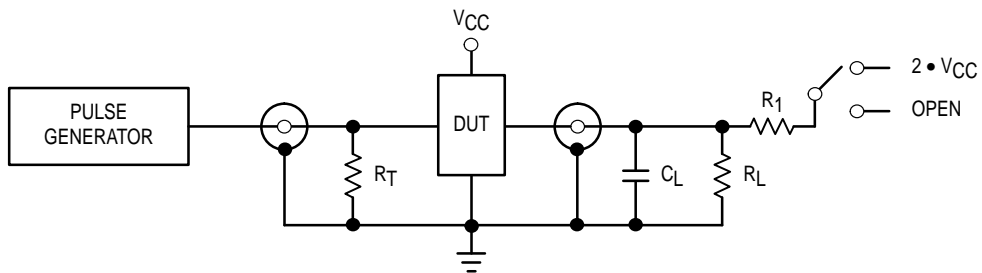 VCC
PULSE
GENERATOR
DUT
RT
CL
RL
R1
2 • VCC
OPEN